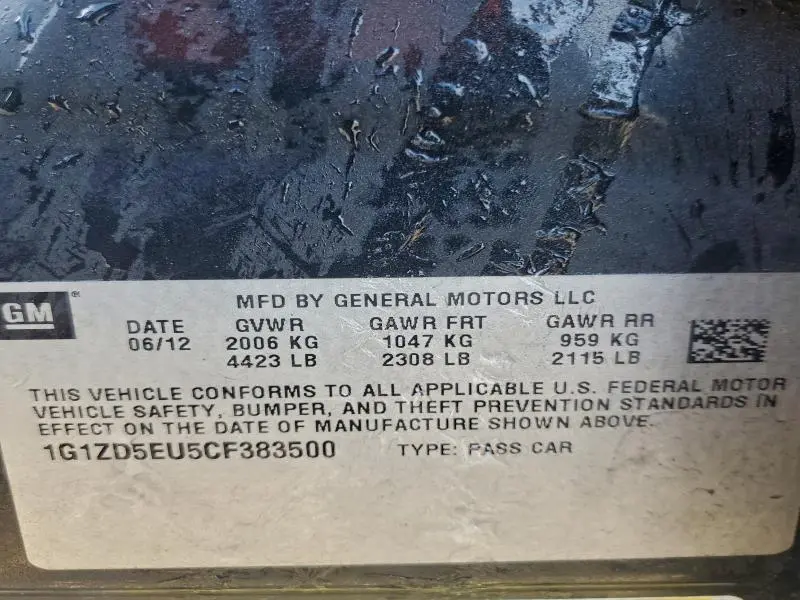 GM® MFD BY GENERAL MOTORS LLC
DATE GVWR GAWR FRT GAWR RR
06/12 2006 KG 1047 KG 959 KG
4423 LB 2308 LB 2115 LB
THIS VEHICLE CONFORMS TO ALL APPLICABLE U.S. FEDERAL MOTOR
VEHICLE SAFETY, BUMPER, AND THEFT PREVENTION STANDARDS IN
EFFECT ON THE DATE OF MANUFACTURE SHOWN ABOVE.
1G1ZD5EU5CF383500 TYPE: PASS CAR